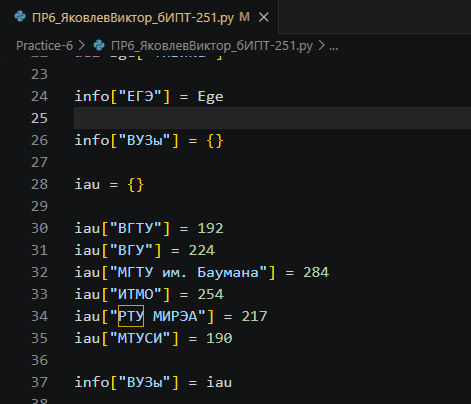 ПР6_ЯковлевВиктор_бИПТ-251.py M ×
Practice-6 > ПР6_ЯковлевВиктор_бИПТ-251.py > ...
23
24 info["ЕГЭ"] = Ege
25
26 info["ВУЗы"] = {}
27
28 iau = {}
29
30 iau["ВГТУ"] = 192
31 iau["ВГУ"] = 224
32 iau["МГТУ им. Баумана"] = 284
33 iau["ИТМО"] = 254
34 iau["РТУ МИРЭА"] = 217
35 iau["МТУСИ"] = 190
36
37 info["ВУЗы"] = iau